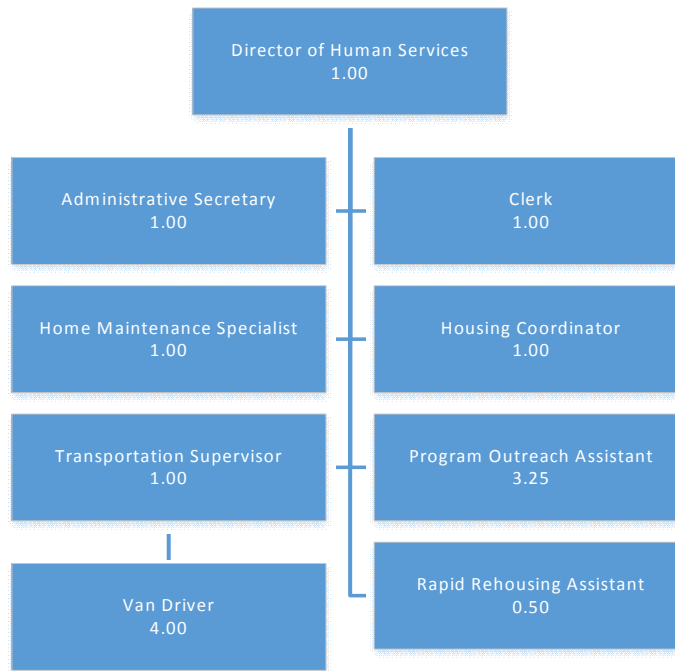 Director of Human Services
1.00
Administrative Secretary
1.00
Clerk
1.00
Home Maintenance Specialist
1.00
Housing Coordinator
1.00
Transportation Supervisor
1.00
Program Outreach Assistant
3.25
Van Driver
4.00
Rapid Rehousing Assistant
0.50